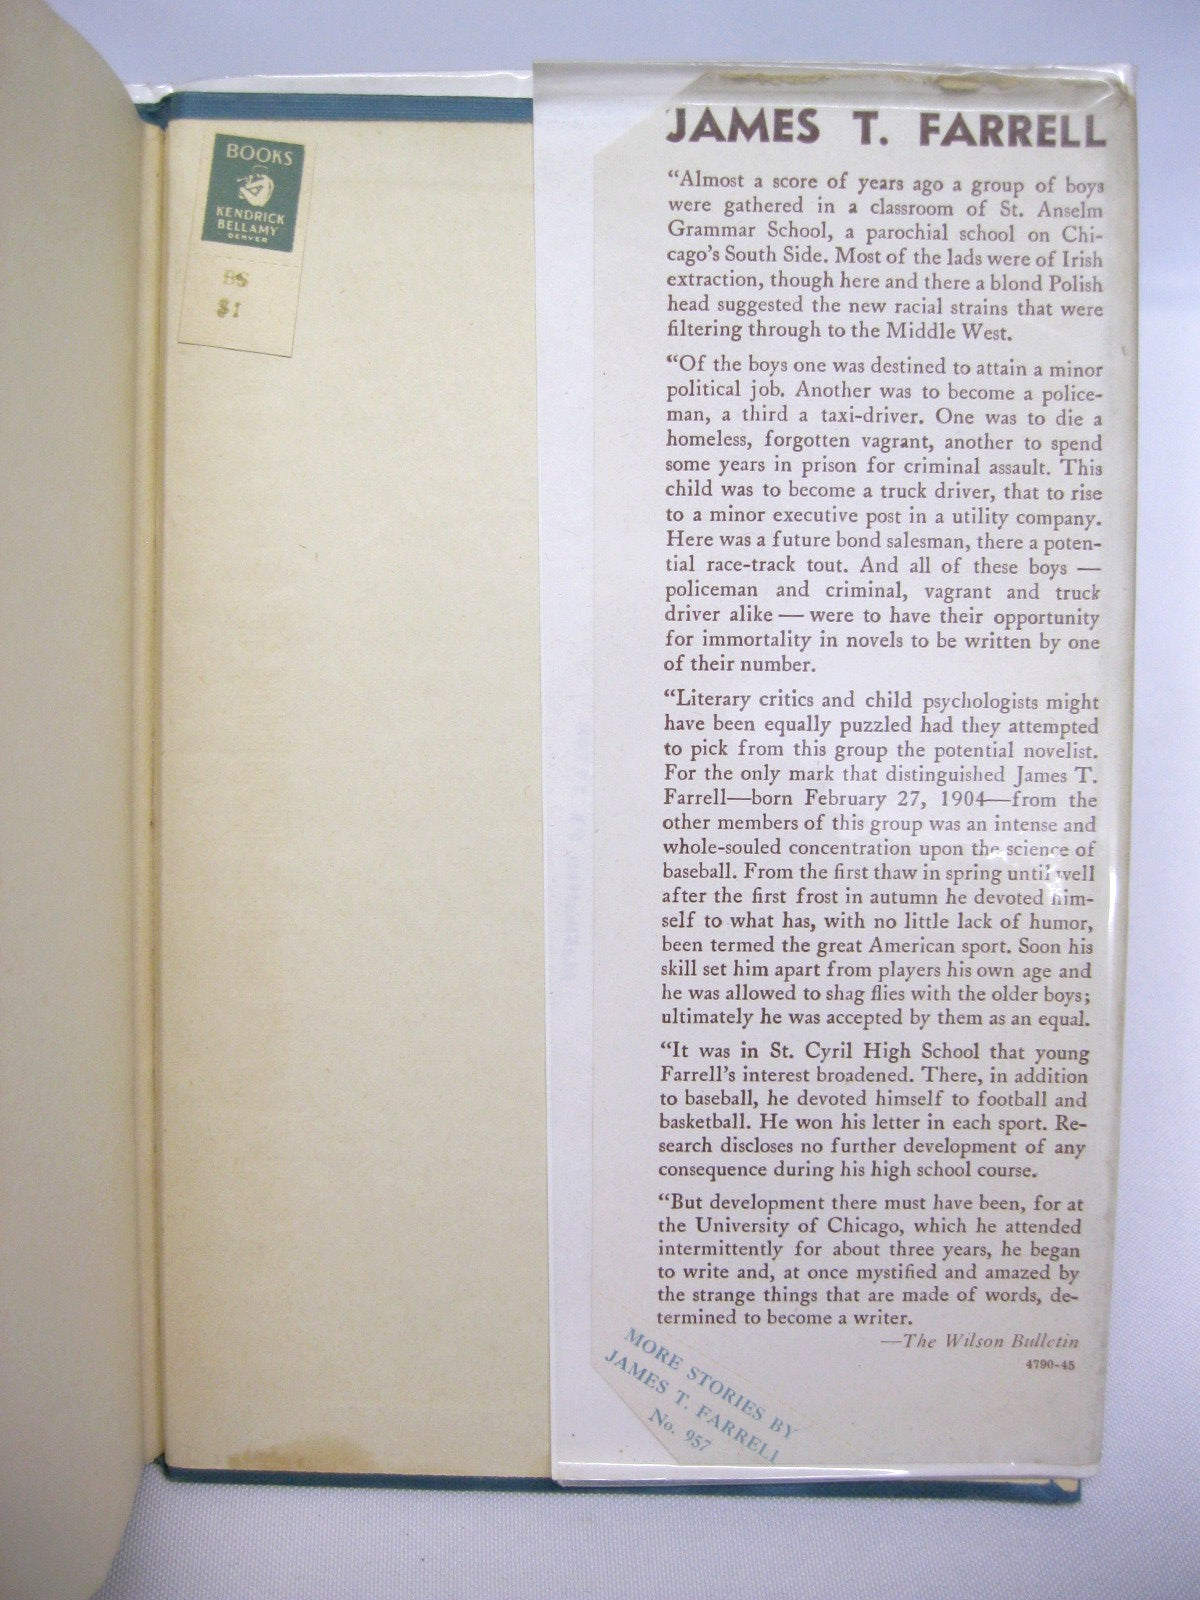 BOOKS
KENDRICK
BELLAMY
DENVER
$1
JAMES T. FARRELL
“Almost a score of years ago a group of boys
were gathered in a classroom of St. Anselm
Grammar School, a parochial school on Chi-
cago’s South Side. Most of the lads were of Irish
extraction, though here and there a blond Polish
head suggested the new racial strains that were
filtering through to the Middle West.
“Of the boys one was destined to attain a minor
political job. Another was to become a police-
man, a third a taxi-driver. One was to die a
homeless, forgotten vagrant, another to spend
some years in prison for criminal assault. This
child was to become a truck driver, that to rise
to a minor executive post in a utility company.
Here was a future bond salesman, there a poten-
tial race-track tout. And all of these boys —
policeman and criminal, vagrant and truck
driver alike — were to have their opportunity
for immortality in novels to be written by one
of their number.
“Literary critics and child psychologists might
have been equally puzzled had they attempted
to pick from this group the potential novelist.
For the only mark that distinguished James T.
Farrell—born February 27, 1904—from the
other members of this group was an intense and
whole-souled concentration upon the science of
baseball. From the first thaw in spring until well
after the first frost in autumn he devoted him-
self to what has, with no little lack of humor,
been termed the great American sport. Soon his
skill set him apart from players his own age and
he was allowed to shag flies with the older boys;
ultimately he was accepted by them as an equal.
“It was in St. Cyril High School that young
Farrell’s interest broadened. There, in addition
to baseball, he devoted himself to football and
basketball. He won his letter in each sport. Re-
search discloses no further development of any
consequence during his high school course.
“But development there must have been, for at
the University of Chicago, which he attended
intermittently for about three years, he began
to write and, at once mystified and amazed by
the strange things that are made of words, de-
termined to become a writer.
—The Wilson Bulletin
4790-45
MORE STORIES BY
JAMES T. FARRELL
No. 957